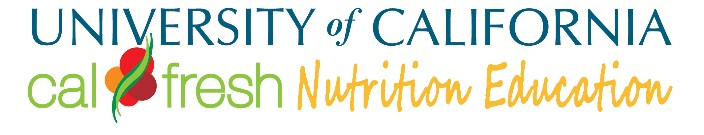 UNIVERSITY of CALIFORNIA
cal fresh Nutrition Education